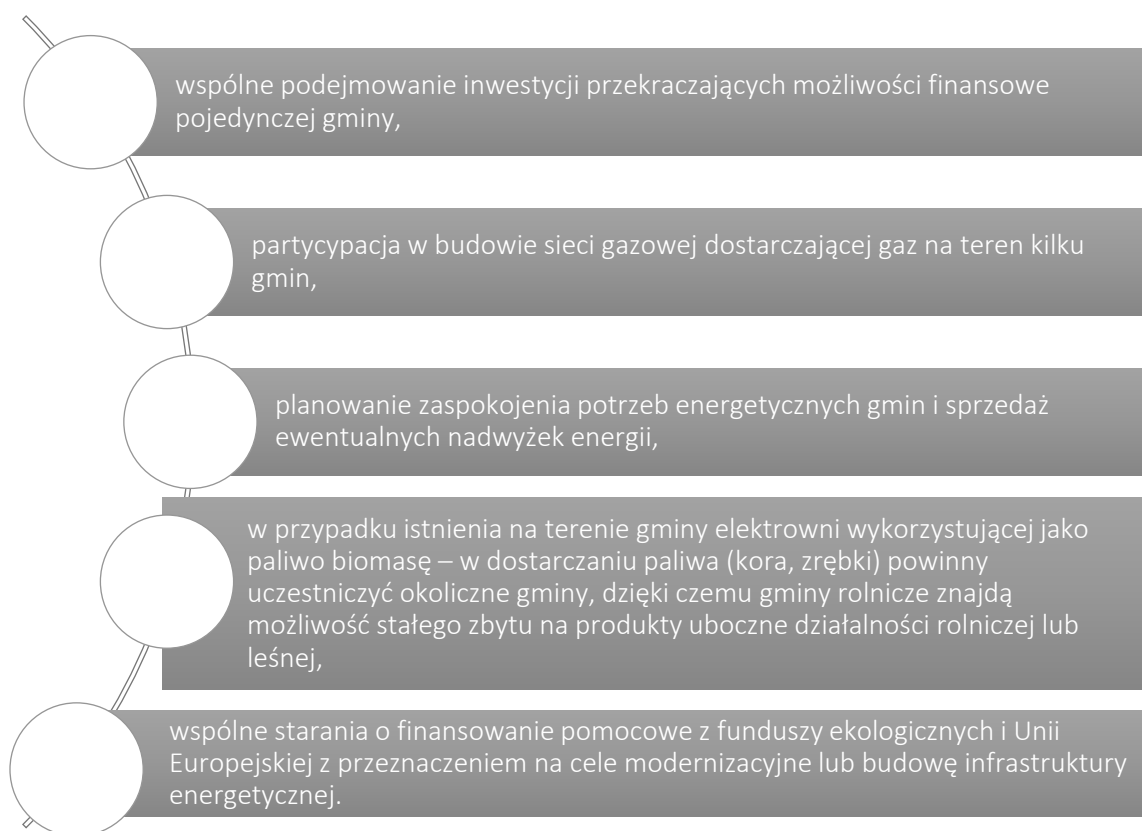 wspólne podejmowanie inwestycji przekraczających możliwości finansowe
pojedynczej gminy,
partycypacja w budowie sieci gazowej dostarczającej gaz na teren kilku
gmin,
planowanie zaspokojenia potrzeb energetycznych gmin i sprzedaż
ewentualnych nadwyżek energii,
w przypadku istnienia na terenie gminy elektrowni wykorzystującej jako
paliwo biomasę – w dostarczaniu paliwa (kora, zrębki) powinny
uczestniczyć okoliczne gminy, dzięki czemu gminy rolnicze znajdą
możliwość stałego zbytu na produkty uboczne działalności rolniczej lub
leśnej,
wspólne starania o finansowanie pomocowe z funduszy ekologicznych i Unii
Europejskiej z przeznaczeniem na cele modernizacyjne lub budowę infrastruktury
energetycznej.